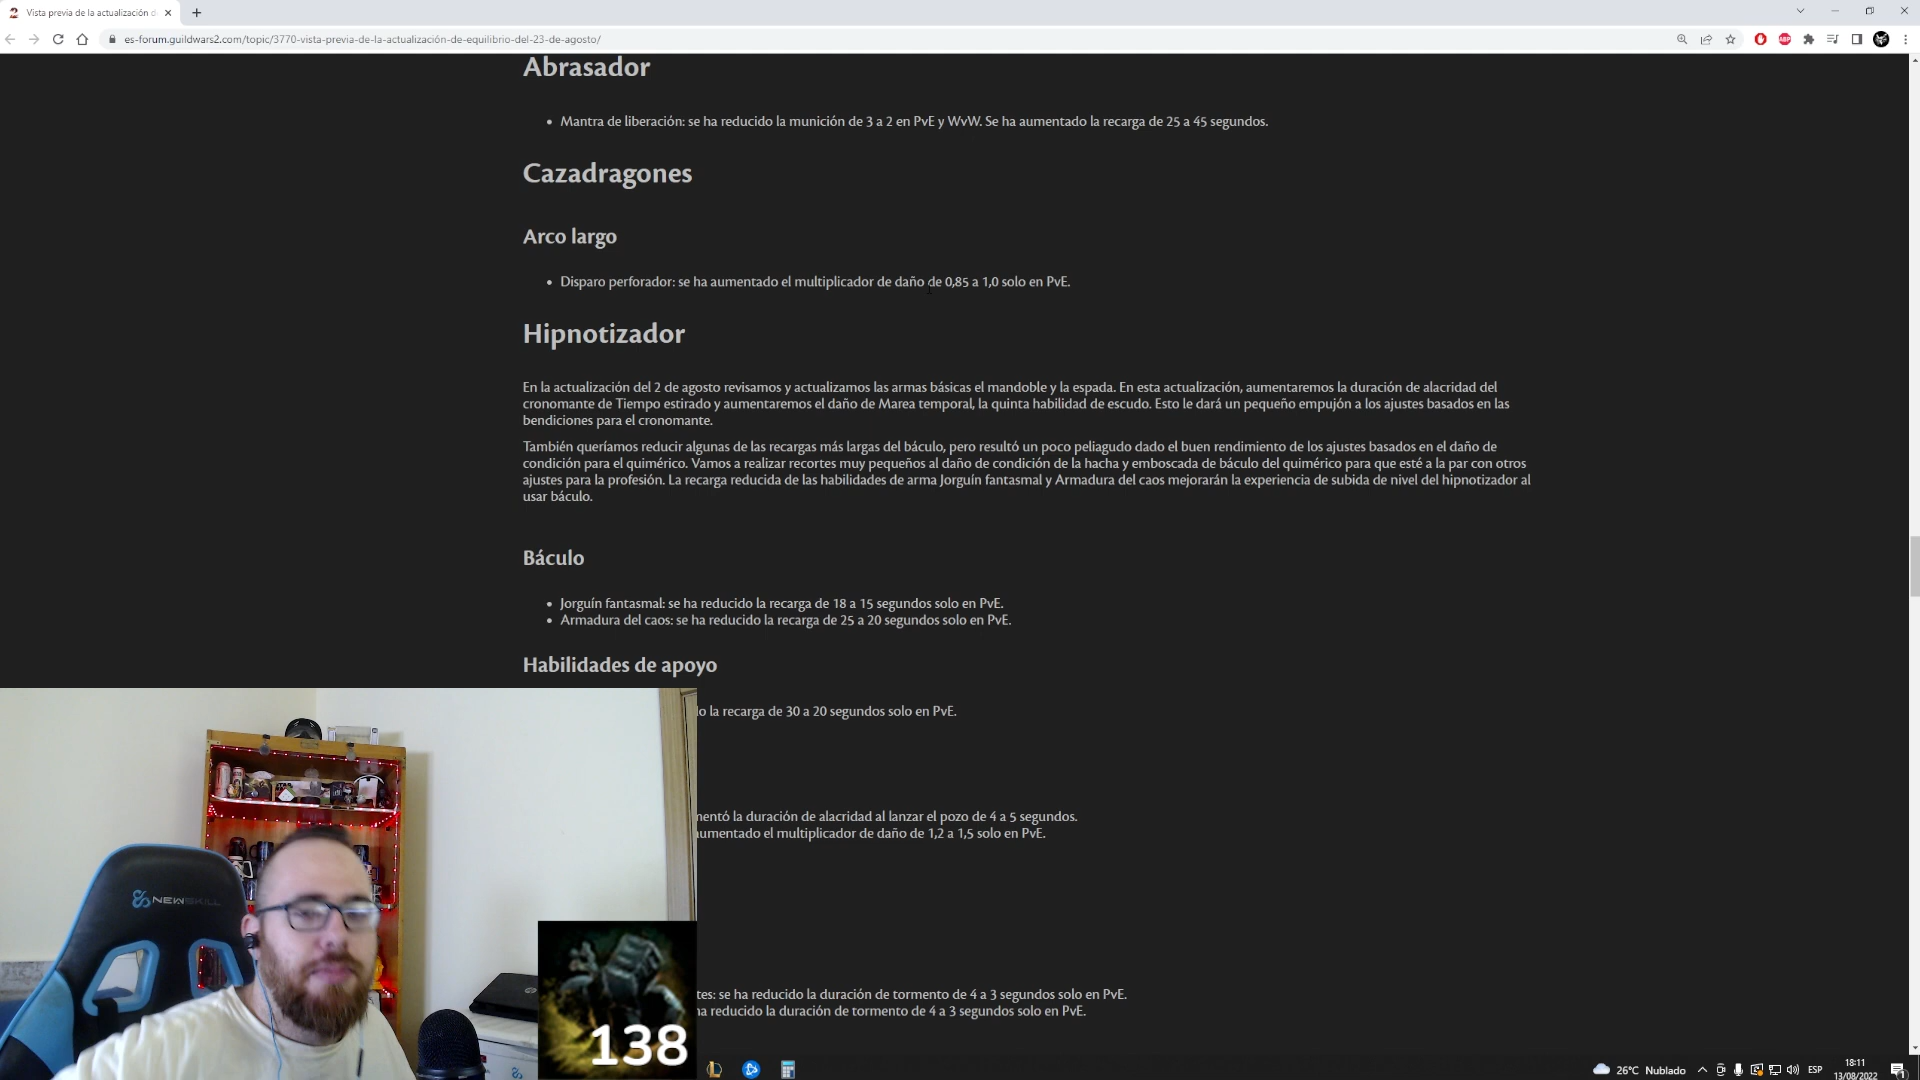 Vista previa de la actualización d
es-forum.guildwars2.com/topic/3770-vista-previa-de-la-actualización-de-equilibrio-del-23-de-agosto/
ABP
Abrasador
• Mantra de liberación: se ha reducido la munición de 3 a 2 en PvE y WvW. Se ha aumentado la recarga de 25 a 45 segundos.
Cazadragones
Arco largo
• Disparo perforador: se ha aumentado el multiplicador de daño de 0,85 a 1,0 solo en PvE.
Hipnotizador
En la actualización del 2 de agosto revisamos y actualizamos las armas básicas el mandoble y la espada. En esta actualización, aumentaremos la duración de alacridad del
cronomante de Tiempo estirado y aumentaremos el daño de Marea temporal, la quinta habilidad de escudo. Esto le dará un pequeño empujón a los ajustes basados en las
bendiciones para el cronomante.
También queríamos reducir algunas de las recargas más largas del báculo, pero resultó un poco peliagudo dado el buen rendimiento de los ajustes basados en el daño de
condición para el quimérico. Vamos a realizar recortes muy pequeños al daño de condición de la hacha y emboscada de báculo del quimérico para que esté a la par con otros
ajustes para la profesión. La recarga reducida de las habilidades de arma Jorguín fantasmal y Armadura del caos mejorarán la experiencia de subida de nivel del hipnotizador al
usar báculo.
Báculo
• Jorguín fantasmal: se ha reducido la recarga de 18 a 15 segundos solo en PvE.
• Armadura del caos: se ha reducido la recarga de 25 a 20 segundos solo en PvE.
Habilidades de apoyo
lo la recarga de 30 a 20 segundos solo en PvE.
mentó la duración de alacridad al lanzar el pozo de 4 a 5 segundos.
aumentado el multiplicador de daño de 1,2 a 1,5 solo en PvE.
NEWSKILL
tes: se ha reducido la duración de tormento de 4 a 3 segundos solo en PvE.
ha reducido la duración de tormento de 4 a 3 segundos solo en PvE.
138
26°C Nublado
ESP
18:11
13/08/2022